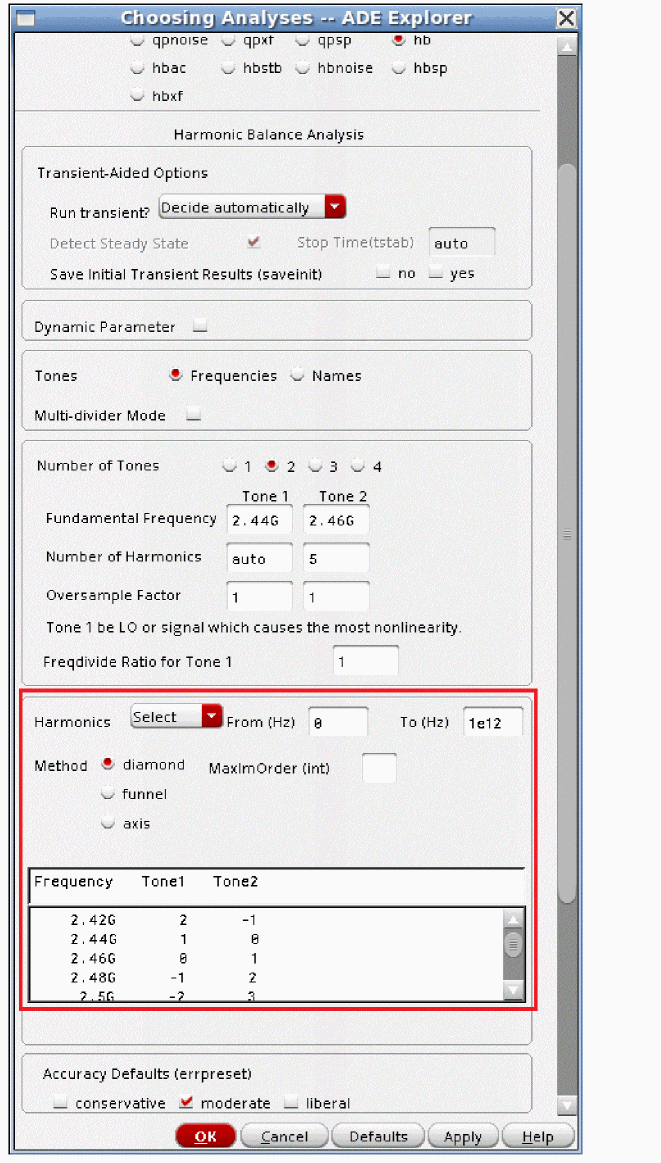 Choosing Analyses -- ADE Explorer
qpnoise qpxf qpsp hb
hbac hbstb hbnoise hbsp
hbxf
Harmonic Balance Analysis
Transient-Aided Options
Run transient? Decide automatically
Detect Steady State Stop Time(tstab) auto
Save Initial Transient Results (saveinit) no yes
Dynamic Parameter
Tones Frequencies Names
Multi-divider Mode
Number of Tones 1 2 3 4
Tone 1 Tone 2
Fundamental Frequency 2.44G 2.46G
Number of Harmonics auto 5
Oversample Factor 1 1
Tone 1 be LO or signal which causes the most nonlinearity.
Freqdivide Ratio for Tone 1 1
Harmonics Select From (Hz) 0 To (Hz) 1e12
Method diamond MaxImOrder (int)
funnel
axis
Frequency Tone1 Tone2
2.42G 2 -1
2.44G 1 0
2.46G 0 1
2.48G -1 2
2.5G -2 3
Accuracy Defaults (errpreset)
conservative moderate liberal
OK Cancel Defaults Apply Help